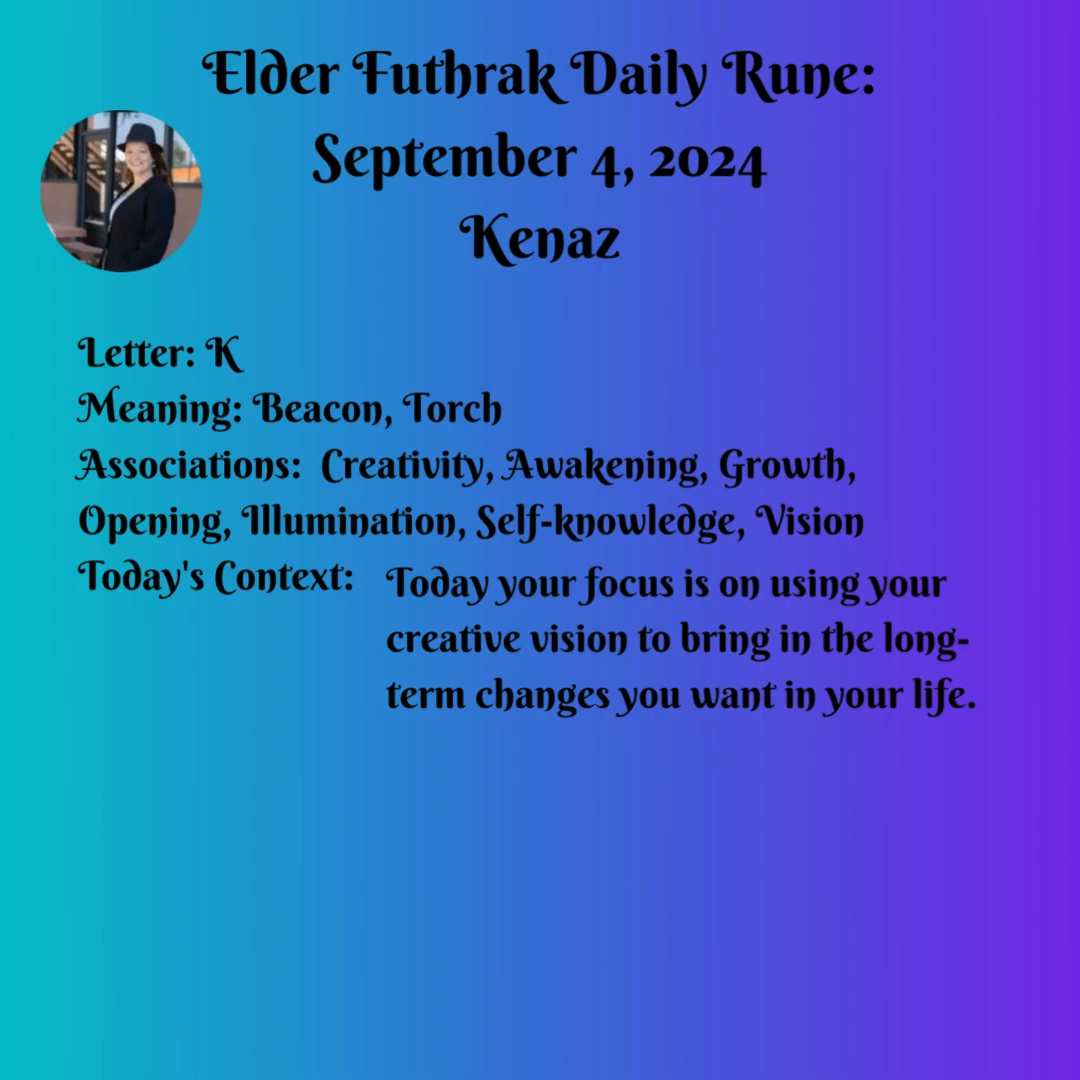 Elder Futhrak Daily Rune:
September 4, 2024
Kenaz
Letter: K
Meaning: Beacon, Torch
Associations:  Creativity, Awakening, Growth,
Opening, Illumination, Self-knowledge, Vision
Today's Context:
Today your focus is on using your
creative vision to bring in the long-
term changes you want in your life.